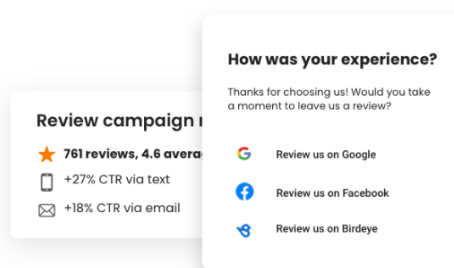 Review campaign
761 reviews, 4.6
+27% CTR via text
+18% CTR via email
How was your experience?
Thanks for choosing us! Would you take
a moment to leave us a review?
Review us on Google
Review us on Facebook
Review us on Birdeye